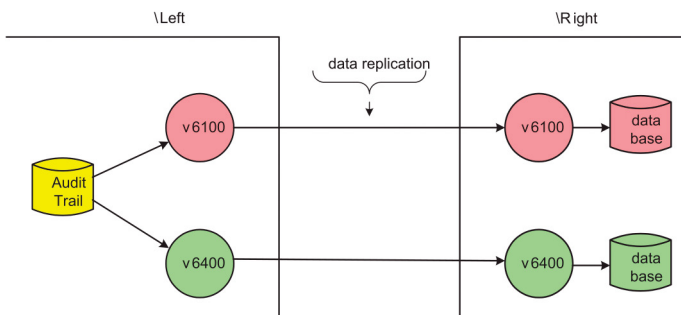 \Left
\Right
data replication
v6100
v6100
data
base
Audit
Trail
v6400
v6400
data
base